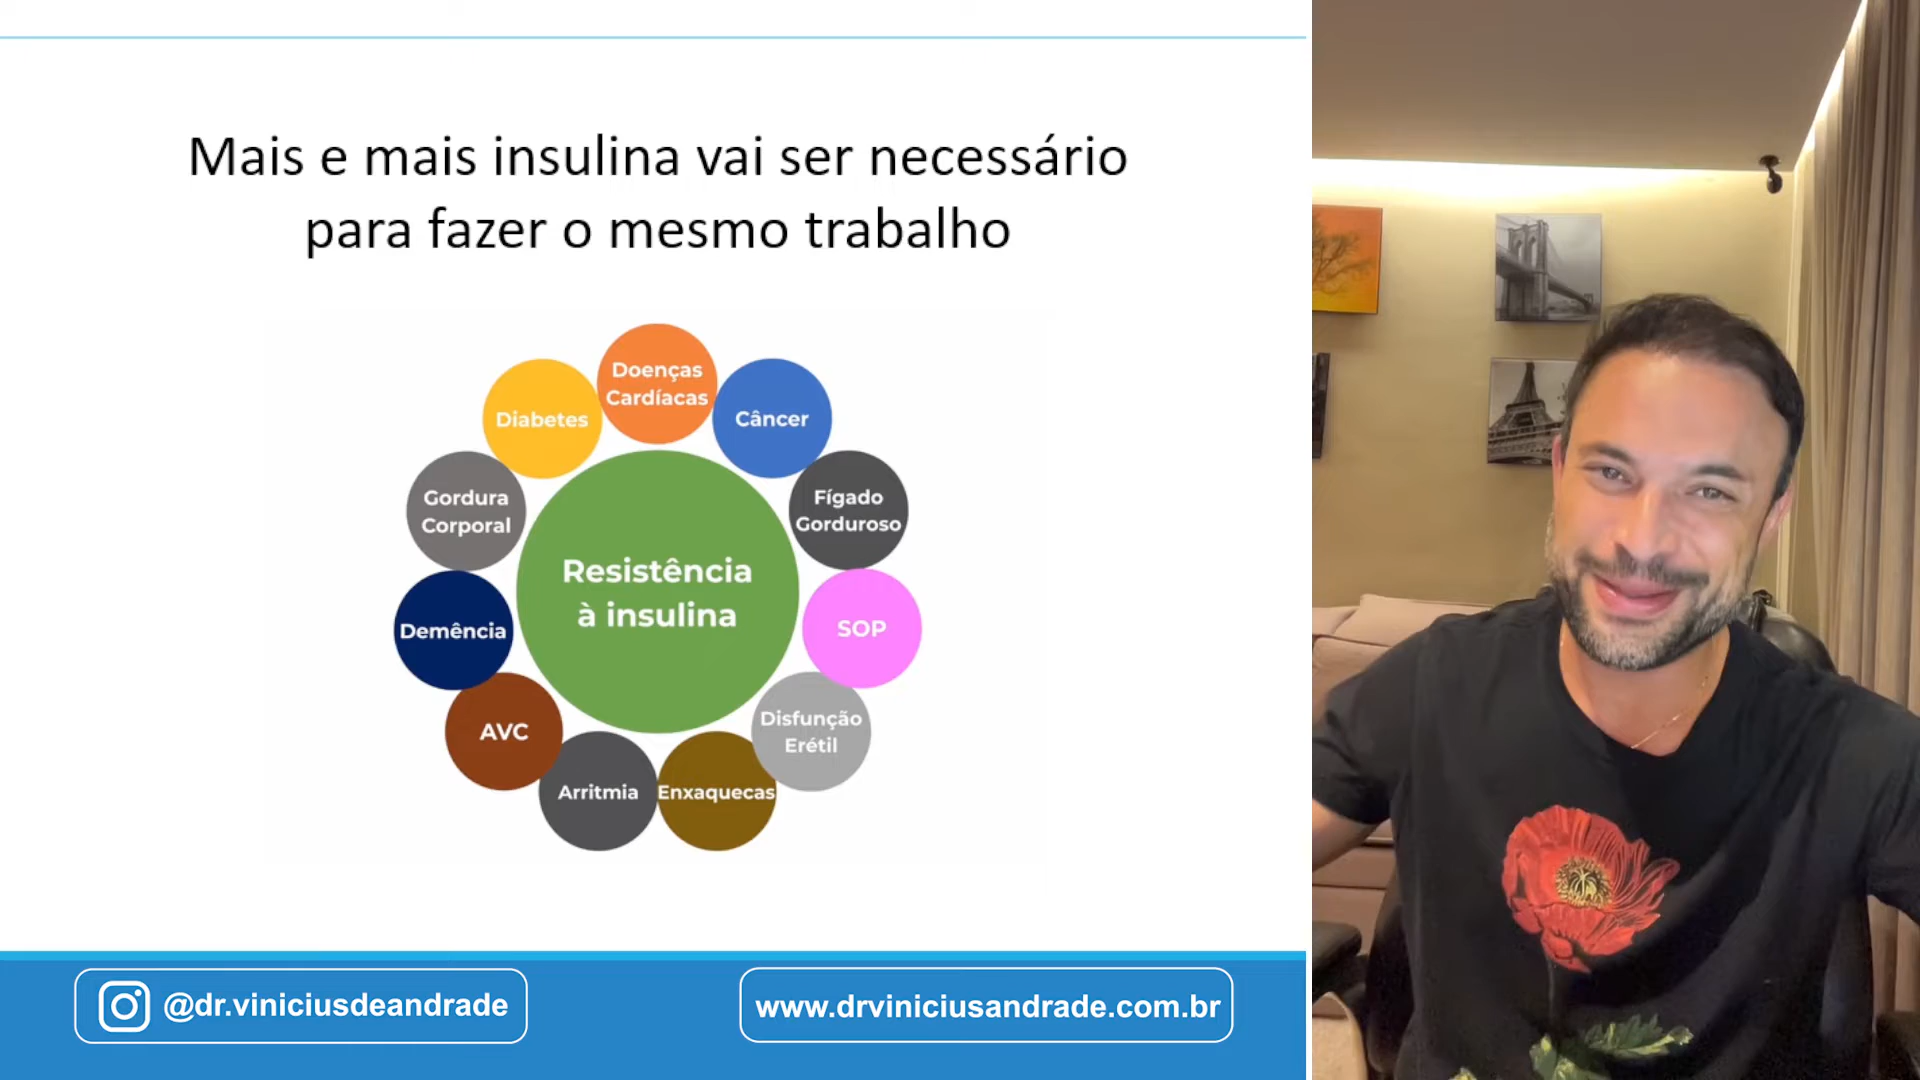 Mais e mais insulina vai ser necessário
para fazer o mesmo trabalho
Doenças
Cardíacas
Diabetes
Câncer
Gordura
Corporal
Fígado
Gorduroso
Resistência
à insulina
Demência
SOP
AVC
Disfunção
Erétil
Arritmia
Enxaquecas
@dr.viniciusdeandrade
www.drviniciusandrade.com.br